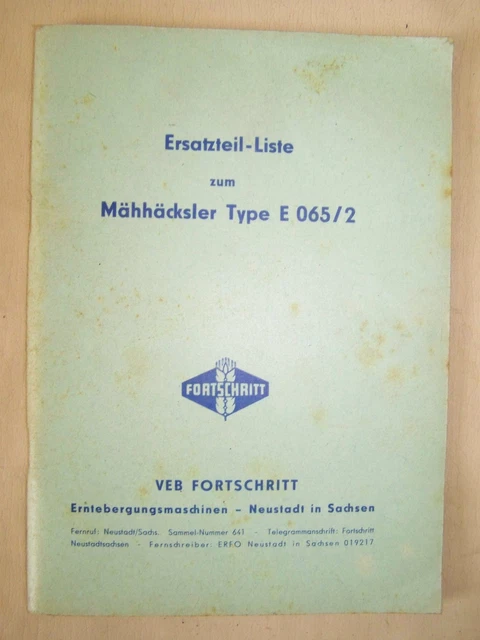 Ersatzteil-Liste
zum
Mähhäcksler Type E 065/2
FORTSCHRITT
VEB FORTSCHRITT
Erntebergungsmaschinen - Neustadt in Sachsen
Fernruf: Neustadt/Sachs. Sammel-Nummer 641 - Telegrammanschrift: Fortschritt
Neustadtsachsen - Fernschreiber: ERFO Neustadt in Sachsen 019217